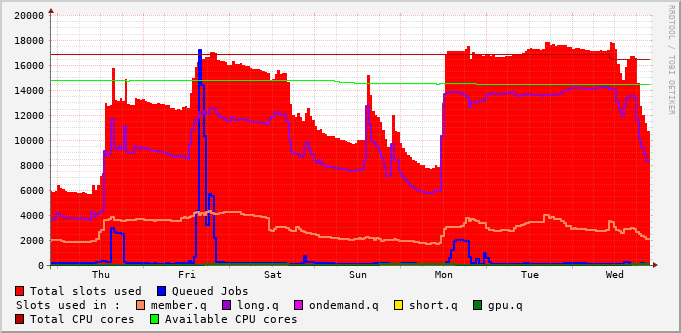 20000
18000
16000
14000
12000
10000
8000
6000
4000
2000
0
Thu Fri Sat Sun Mon Tue Wed
RRDTOOL / TOBI OETIKER
Total slots used Queued Jobs
Slots used in : member.q long.q ondemand.q short.q gpu.q
Total CPU cores Available CPU cores